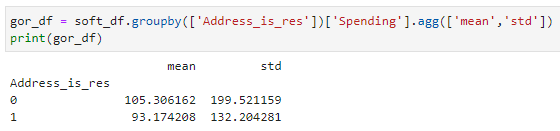 gor_df = soft_df.groupby(['Address_is_res'])['Spending'].agg(['mean','std'])
print(gor_df)
mean std
Address_is_res
0 105.306162 199.521159
1 93.174208 132.204281